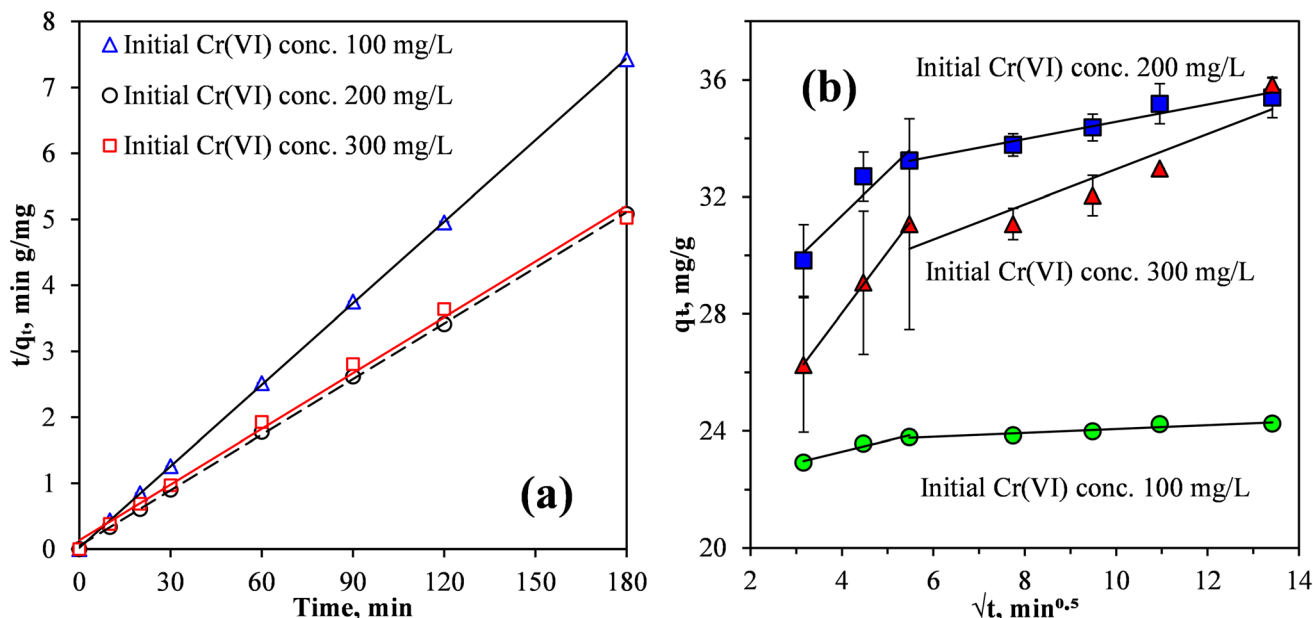 8
7
6
5
4
3
2
1
0
t/qₜ, min g/mg
Initial Cr(VI) conc. 100 mg/L
Initial Cr(VI) conc. 200 mg/L
Initial Cr(VI) conc. 300 mg/L
(a)
0 30 60 90 120 150 180
Time, min
36
32
28
24
20
qₜ, mg/g
(b)
Initial Cr(VI) conc. 200 mg/L
Initial Cr(VI) conc. 300 mg/L
Initial Cr(VI) conc. 100 mg/L
2 4 6 8 10 12 14
√t, min⁰·⁵